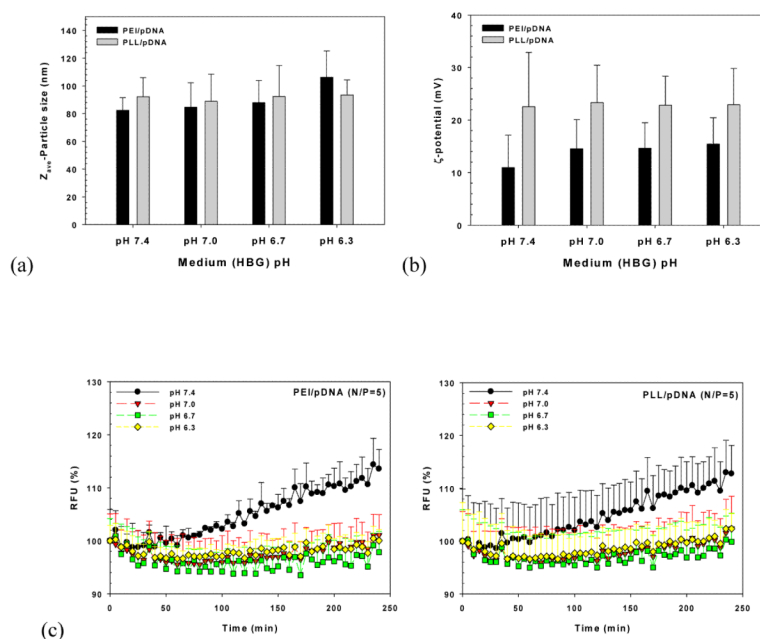 PEI/pDNA
PLL/pDNA
140
120
100
80
60
40
20
0
Z_ave-Particle size (nm)
pH 7.4 pH 7.0 pH 6.7 pH 6.3
Medium (HBG) pH
(a)
PEI/pDNA
PLL/pDNA
40
30
20
10
0
ζ-potential (mV)
pH 7.4 pH 7.0 pH 6.7 pH 6.3
Medium (HBG) pH
(b)
130
120
110
100
90
RFU (%)
pH 7.4
pH 7.0
pH 6.7
pH 6.3
PEI/pDNA (N/P=5)
0 50 100 150 200 250
Time (min)
130
120
110
100
90
RFU (%)
pH 7.4
pH 7.0
pH 6.7
pH 6.3
PLL/pDNA (N/P=5)
0 50 100 150 200 250
Time (min)
(c)